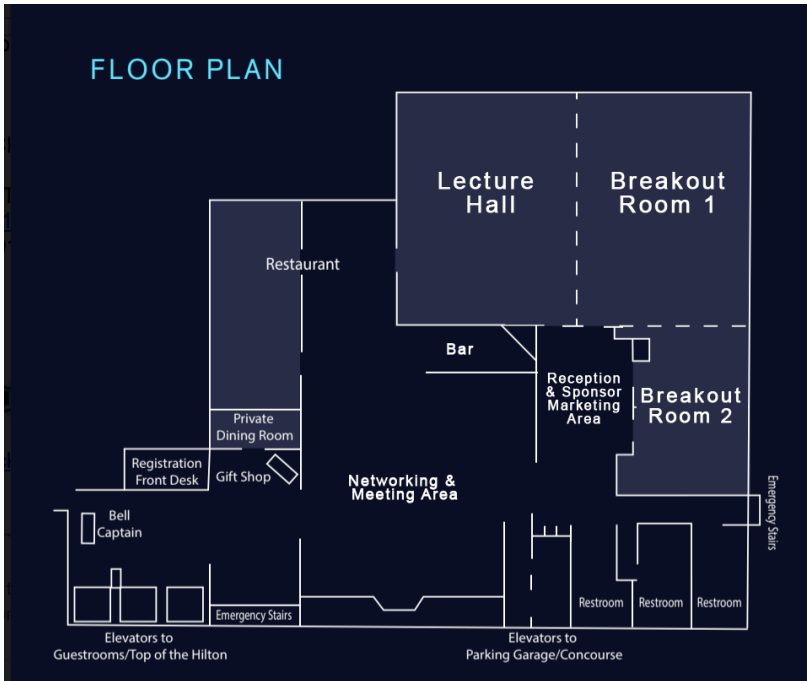 FLOOR PLAN
Lecture
Hall
Breakout
Room 1
Restaurant
Bar
Reception
& Sponsor
Marketing
Area
Breakout
Room 2
Private
Dining Room
Registration
Front Desk
Gift Shop
Networking &
Meeting Area
Emergency Stairs
Bell
Captain
Emergency Stairs
Restroom
Restroom
Restroom
Elevators to
Guestrooms/Top of the Hilton
Elevators to
Parking Garage/Concourse